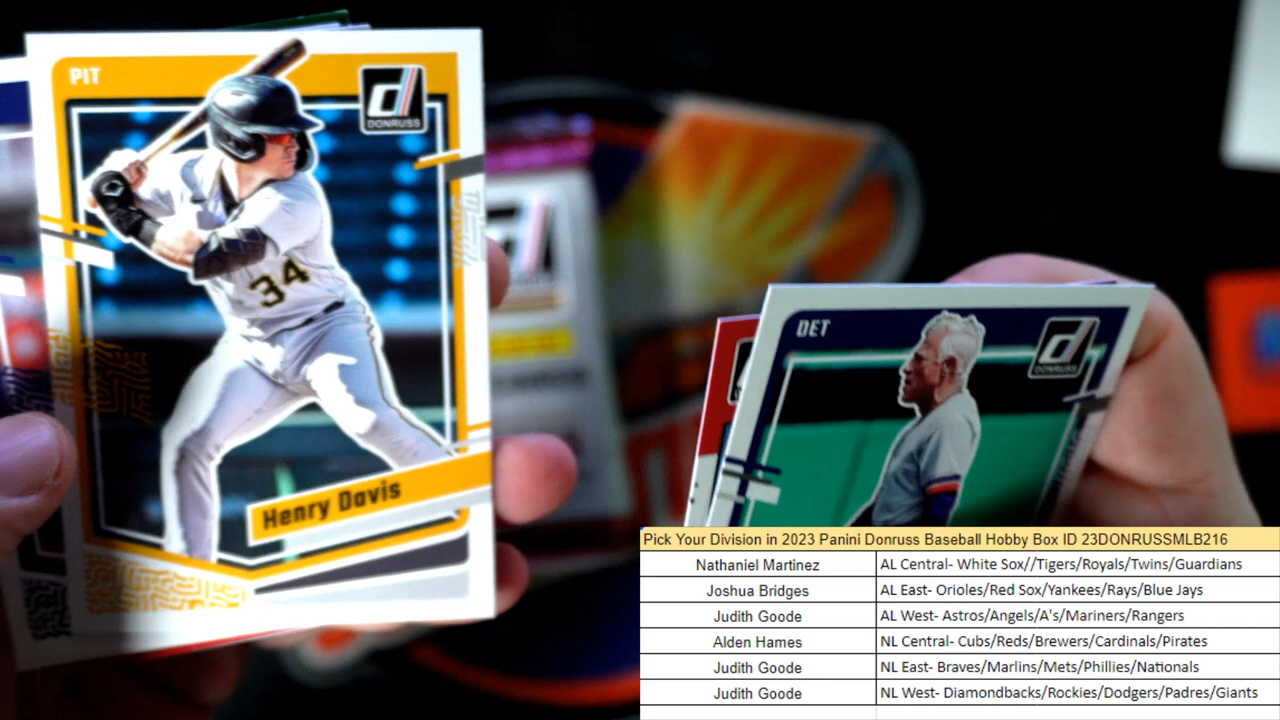 PIT
DONRUSS
34
Henry Davis
DET
DONRUSS
Pick Your Division in 2023 Panini Donruss Baseball Hobby Box ID 23DONRUSSMLB216
Nathaniel Martinez AL Central- White Sox//Tigers/Royals/Twins/Guardians
Joshua Bridges AL East- Orioles/Red Sox/Yankees/Rays/Blue Jays
Judith Goode AL West- Astros/Angels/A's/Mariners/Rangers
Alden Hames NL Central- Cubs/Reds/Brewers/Cardinals/Pirates
Judith Goode NL East- Braves/Marlins/Mets/Phillies/Nationals
Judith Goode NL West- Diamondbacks/Rockies/Dodgers/Padres/Giants